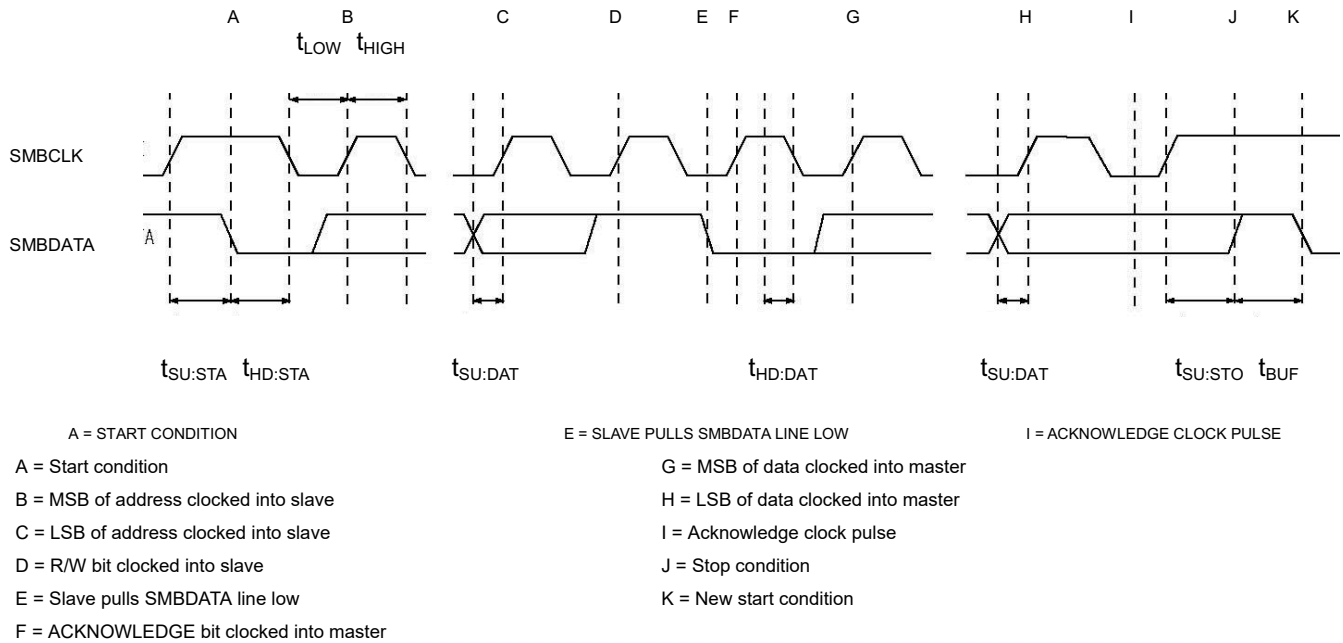 A B C D E F G H I J K
tLOW tHIGH
SMBCLK
SMBDATA
A
tSU:STA tHD:STA tSU:DAT tHD:DAT tSU:DAT tSU:STO tBUF
A = START CONDITION E = SLAVE PULLS SMBDATA LINE LOW I = ACKNOWLEDGE CLOCK PULSE
A = Start condition
B = MSB of address clocked into slave
C = LSB of address clocked into slave
D = R/W bit clocked into slave
E = Slave pulls SMBDATA line low
F = ACKNOWLEDGE bit clocked into master
G = MSB of data clocked into master
H = LSB of data clocked into master
I = Acknowledge clock pulse
J = Stop condition
K = New start condition